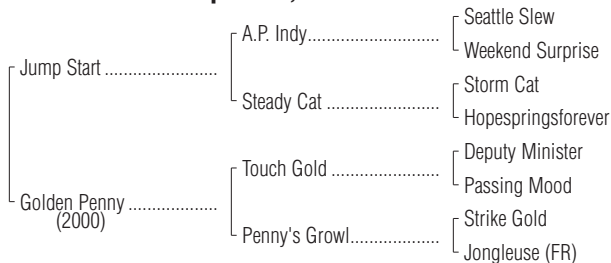 Seattle Slew
A.P. Indy
Weekend Surprise
Jump Start
Storm Cat
Steady Cat
Hopespringsforever
Deputy Minister
Touch Gold
Passing Mood
Golden Penny
(2000)
Strike Gold
Penny's Growl
Jongleuse (FR)